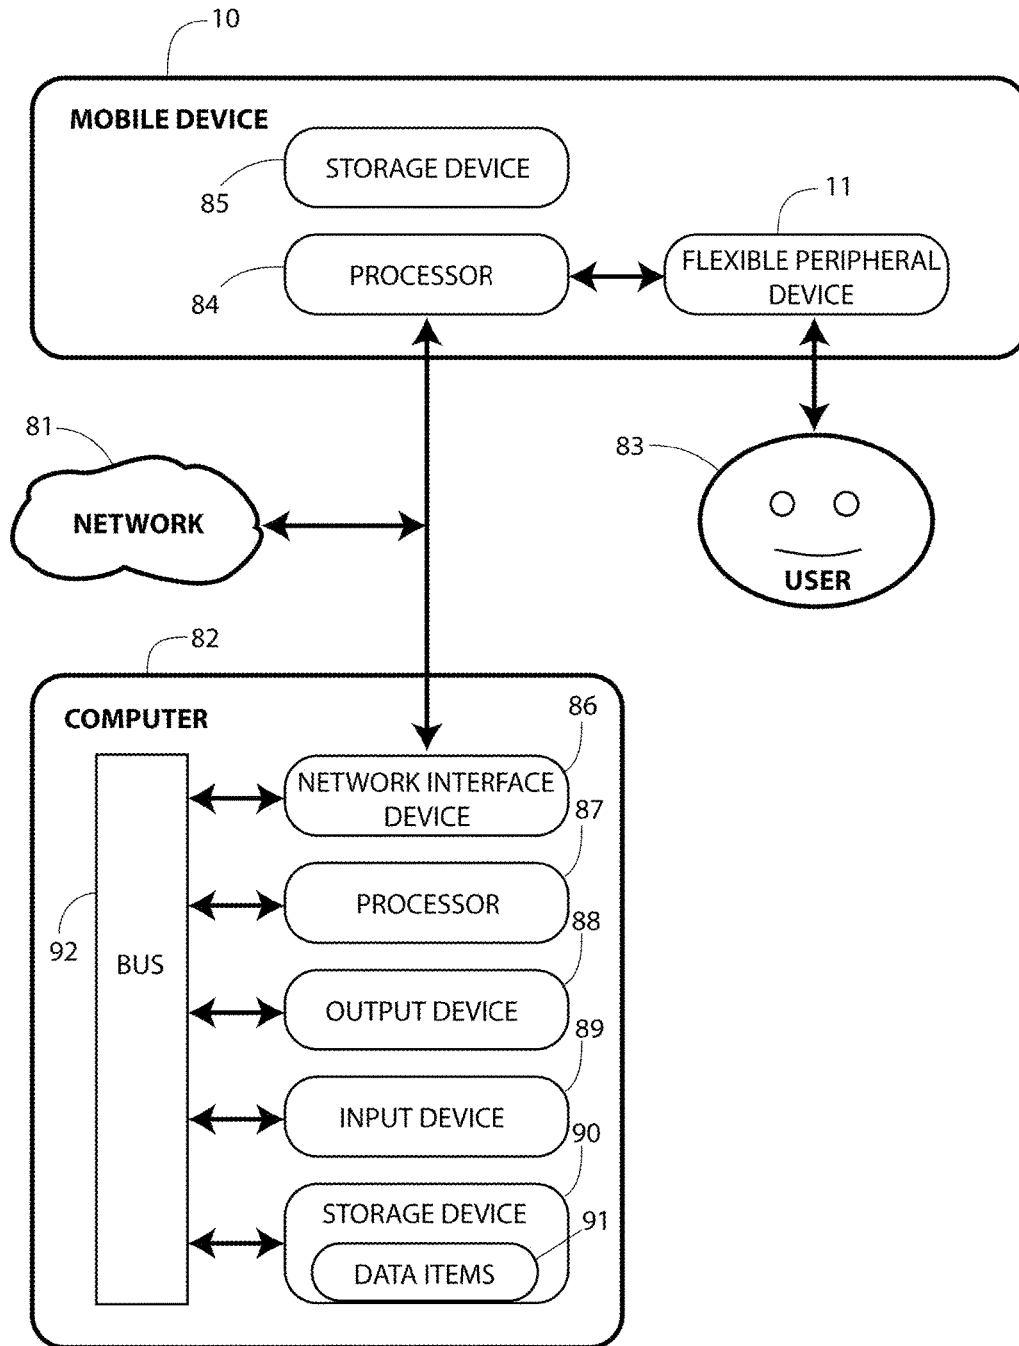 10
MOBILE DEVICE
STORAGE DEVICE
85
11
PROCESSOR
84
FLEXIBLE PERIPHERAL
DEVICE
81
NETWORK
83
USER
82
COMPUTER
86
NETWORK INTERFACE
DEVICE
87
PROCESSOR
88
92
BUS
OUTPUT DEVICE
89
INPUT DEVICE
90
STORAGE DEVICE
91
DATA ITEMS